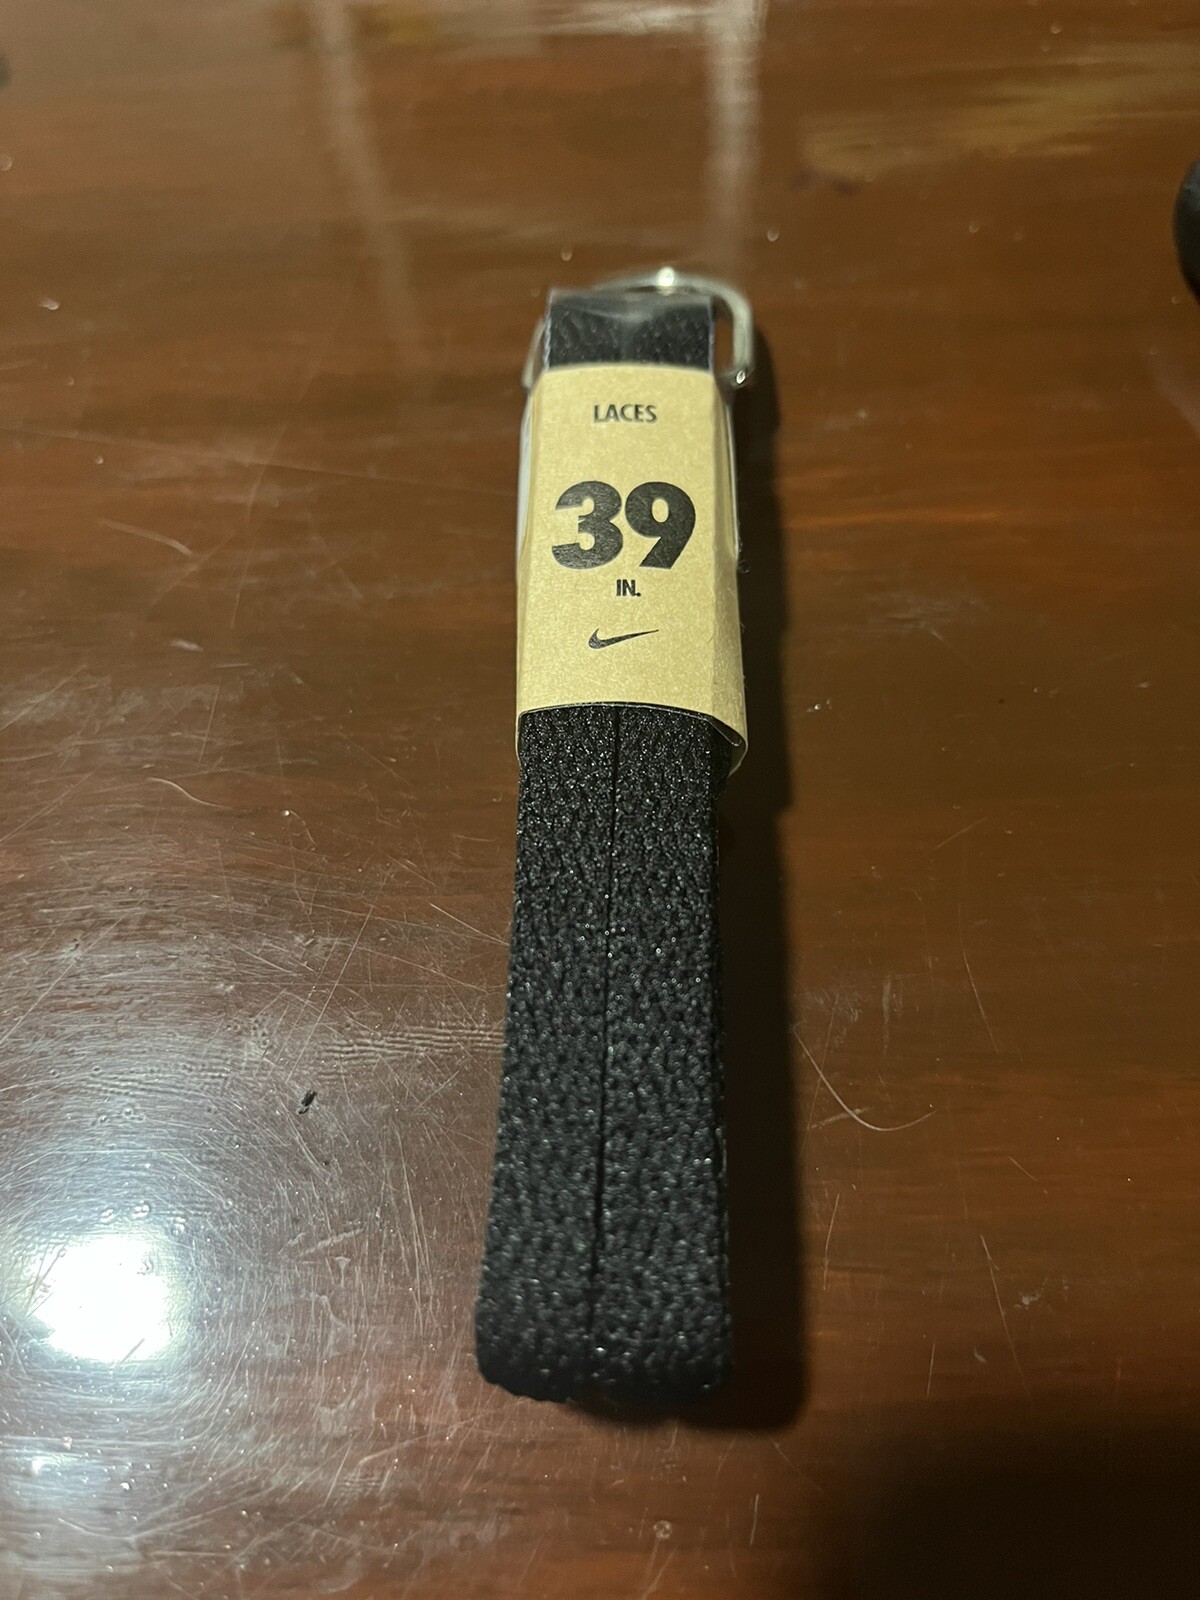 LACES
39
IN.